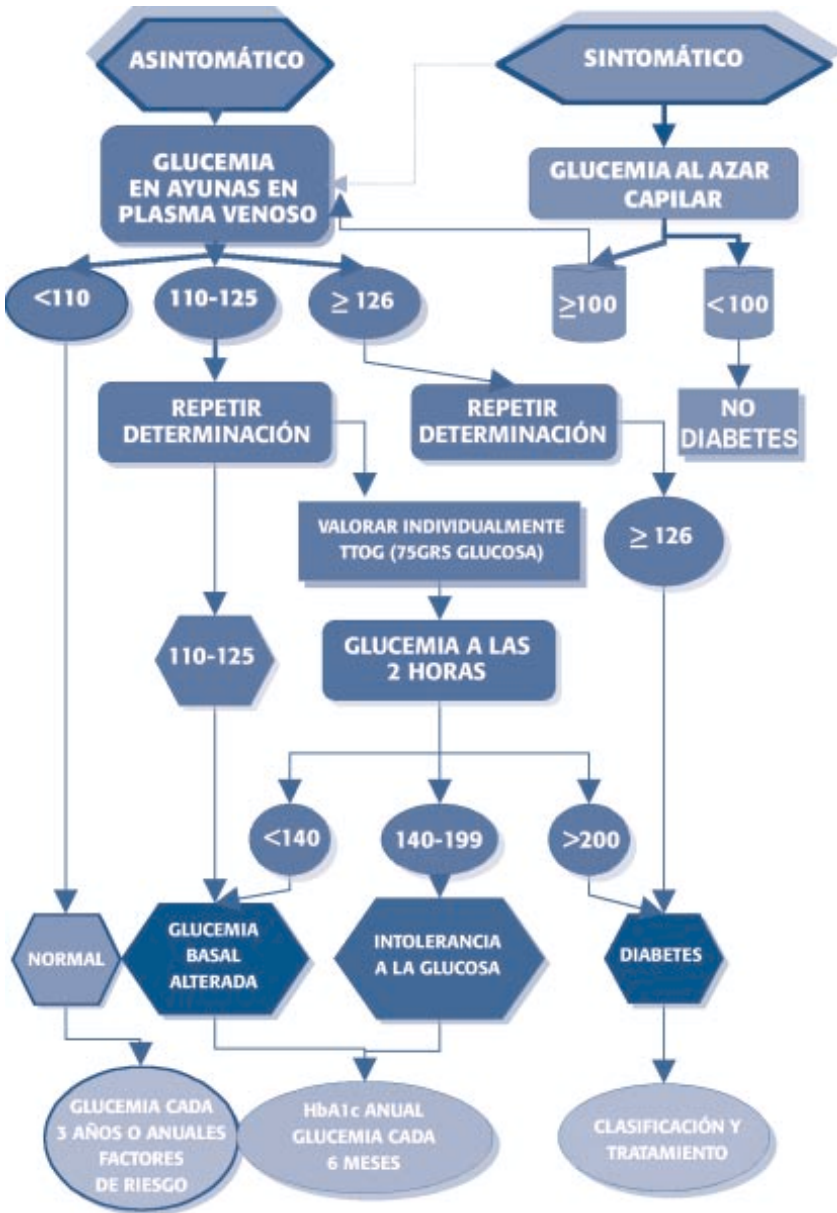 ASINTOMÁTICO
SINTOMÁTICO
GLUCEMIA
EN AYUNAS EN
PLASMA VENOSO
GLUCEMIA AL AZAR
CAPILAR
<110
110-125
≥ 126
≥100
<100
REPETIR
DETERMINACIÓN
REPETIR
DETERMINACIÓN
NO
DIABETES
VALORAR INDIVIDUALMENTE
TTOG (75GRS GLUCOSA)
≥ 126
110-125
GLUCEMIA A LAS
2 HORAS
<140
140-199
>200
NORMAL
GLUCEMIA
BASAL
ALTERADA
INTOLERANCIA
A LA GLUCOSA
DIABETES
GLUCEMIA CADA
3 AÑOS O ANUALES
FACTORES
DE RIESGO
HbA1c ANUAL
GLUCEMIA CADA
6 MESES
CLASIFICACIÓN Y
TRATAMIENTO